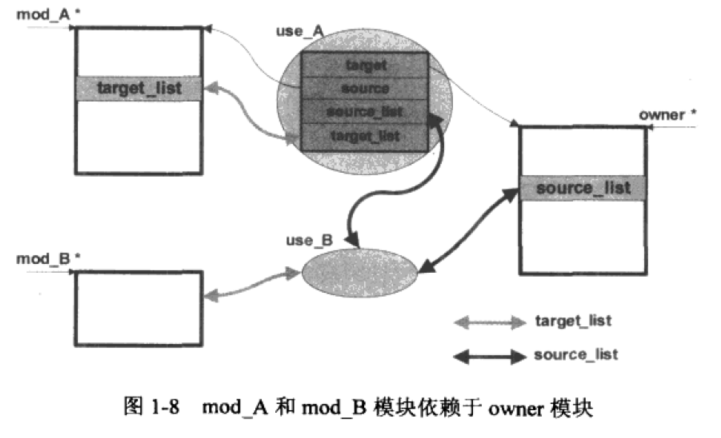 mod_A *
use_A
target
target_list
source
source_list
owner *
target_list
source_list
use_B
mod_B *
target_list
source_list
图 1-8 mod_A 和 mod_B 模块依赖于 owner 模块